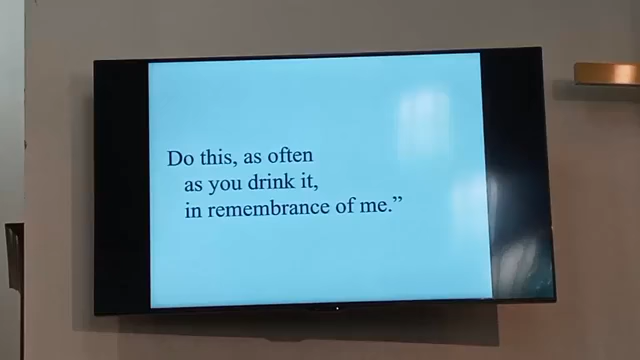 Do this, as often
as you drink it,
in remembrance of me.”